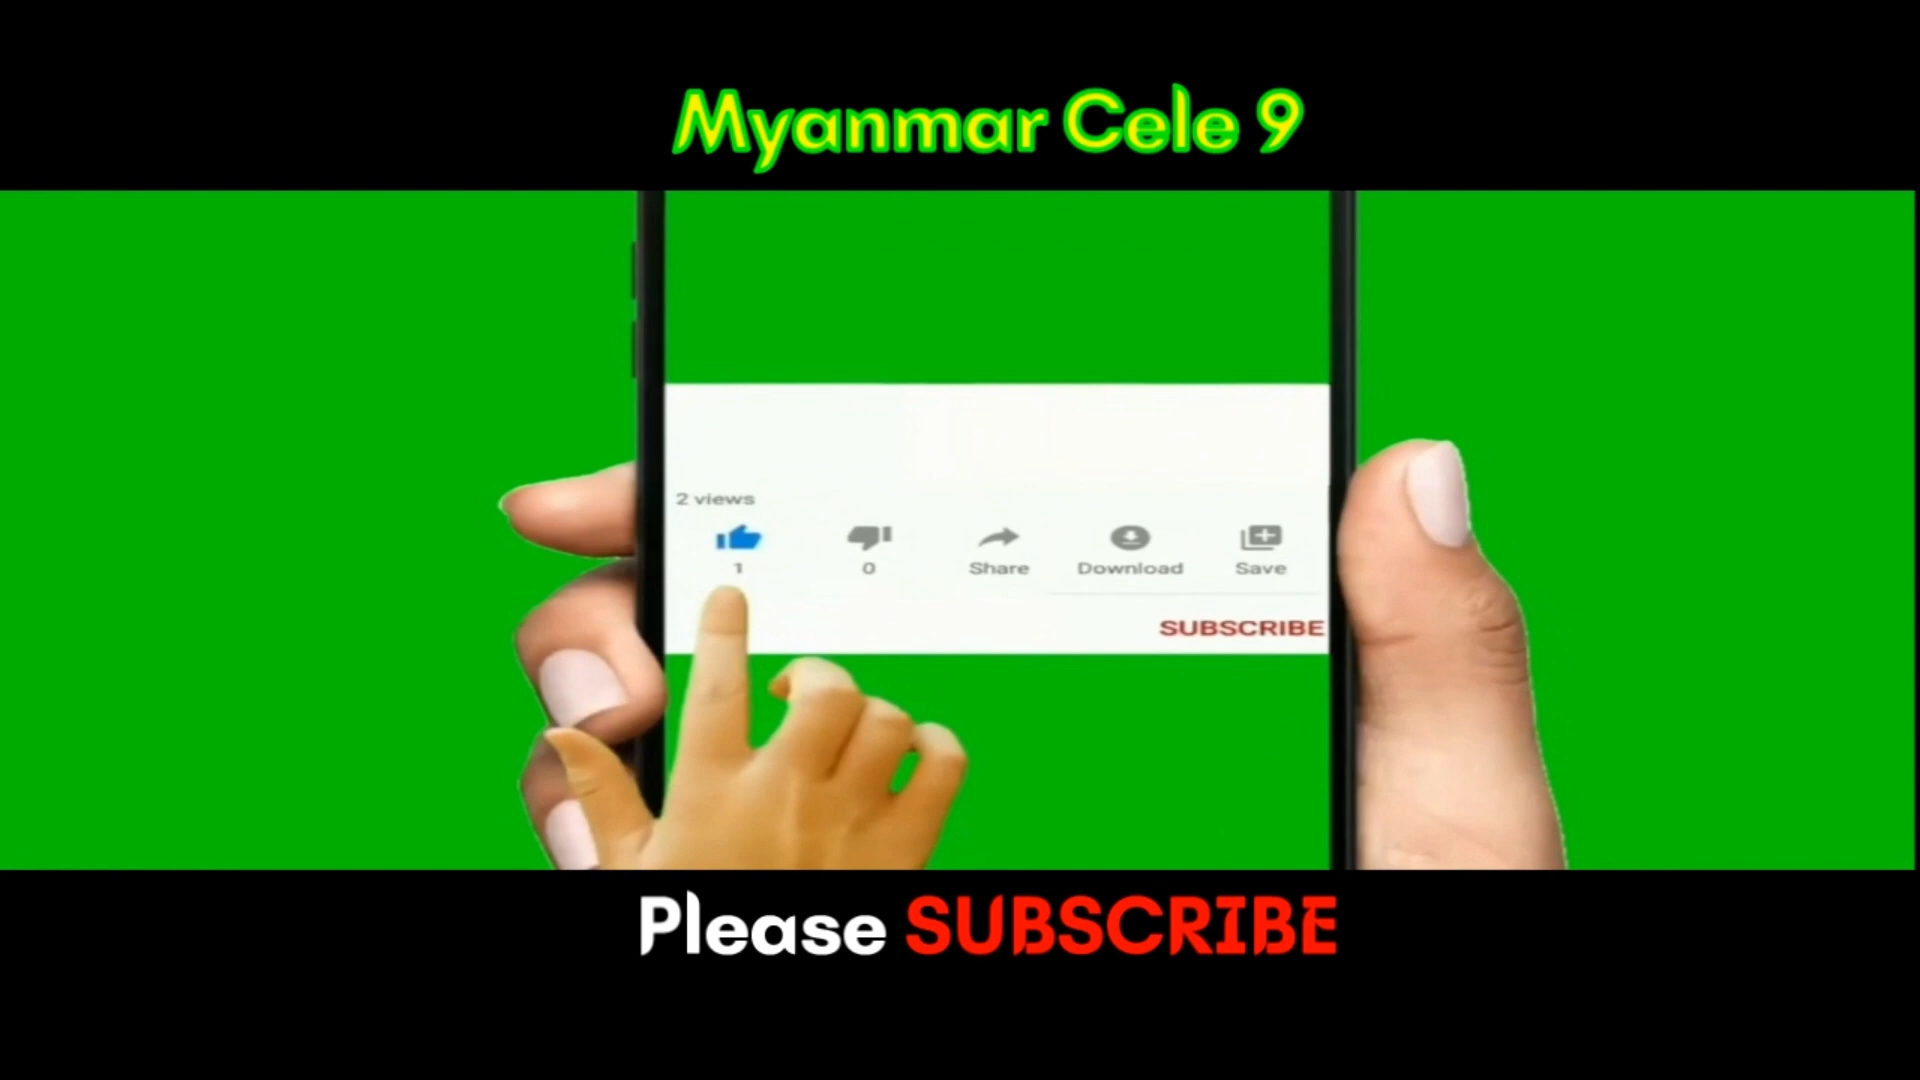 Myanmar Cele 9
2 views
1 0 Share Download Save
SUBSCRIBE
Please SUBSCRIBE